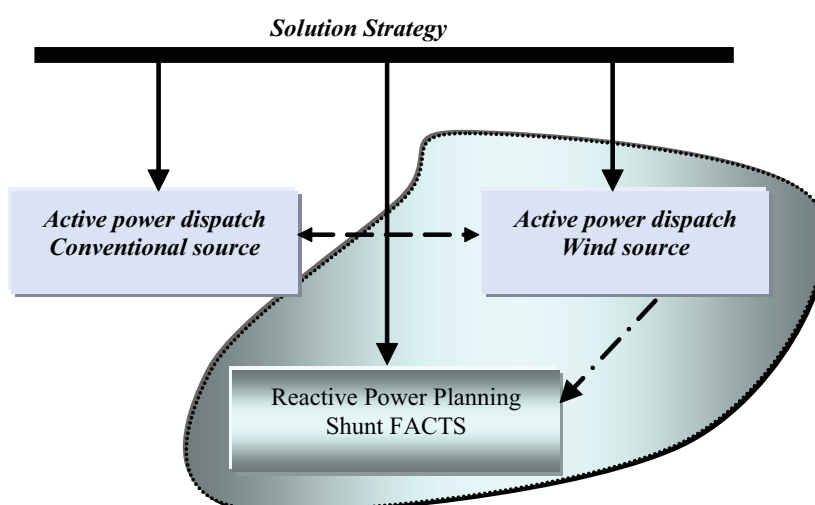 Solution Strategy
Active power dispatch
Conventional source
Active power dispatch
Wind source
Reactive Power Planning
Shunt FACTS